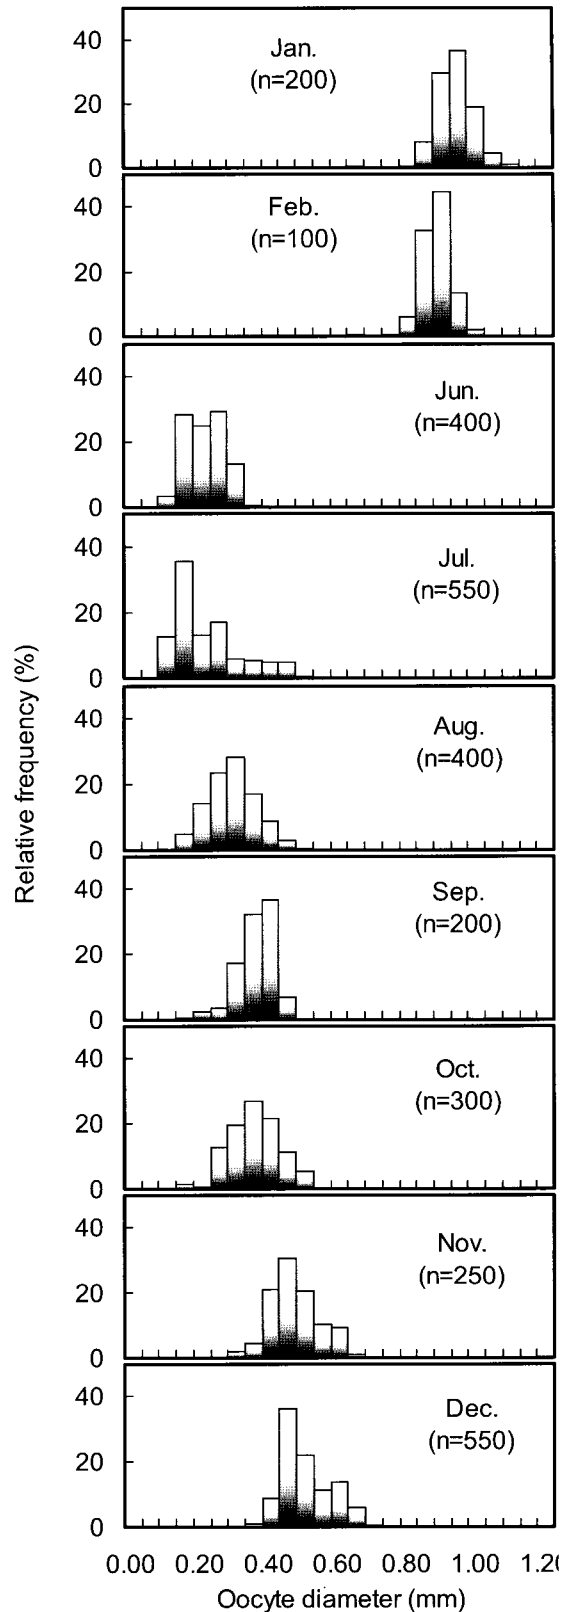 40
20
0
Jan.
(n=200)
40
20
0
Feb.
(n=100)
40
20
0
Jun.
(n=400)
40
20
0
Jul.
(n=550)
40
20
0
Aug.
(n=400)
40
20
0
Sep.
(n=200)
40
20
0
Oct.
(n=300)
40
20
0
Nov.
(n=250)
40
20
0
Dec.
(n=550)
Relative frequency (%)
0.00 0.20 0.40 0.60 0.80 1.00 1.20
Oocyte diameter (mm)